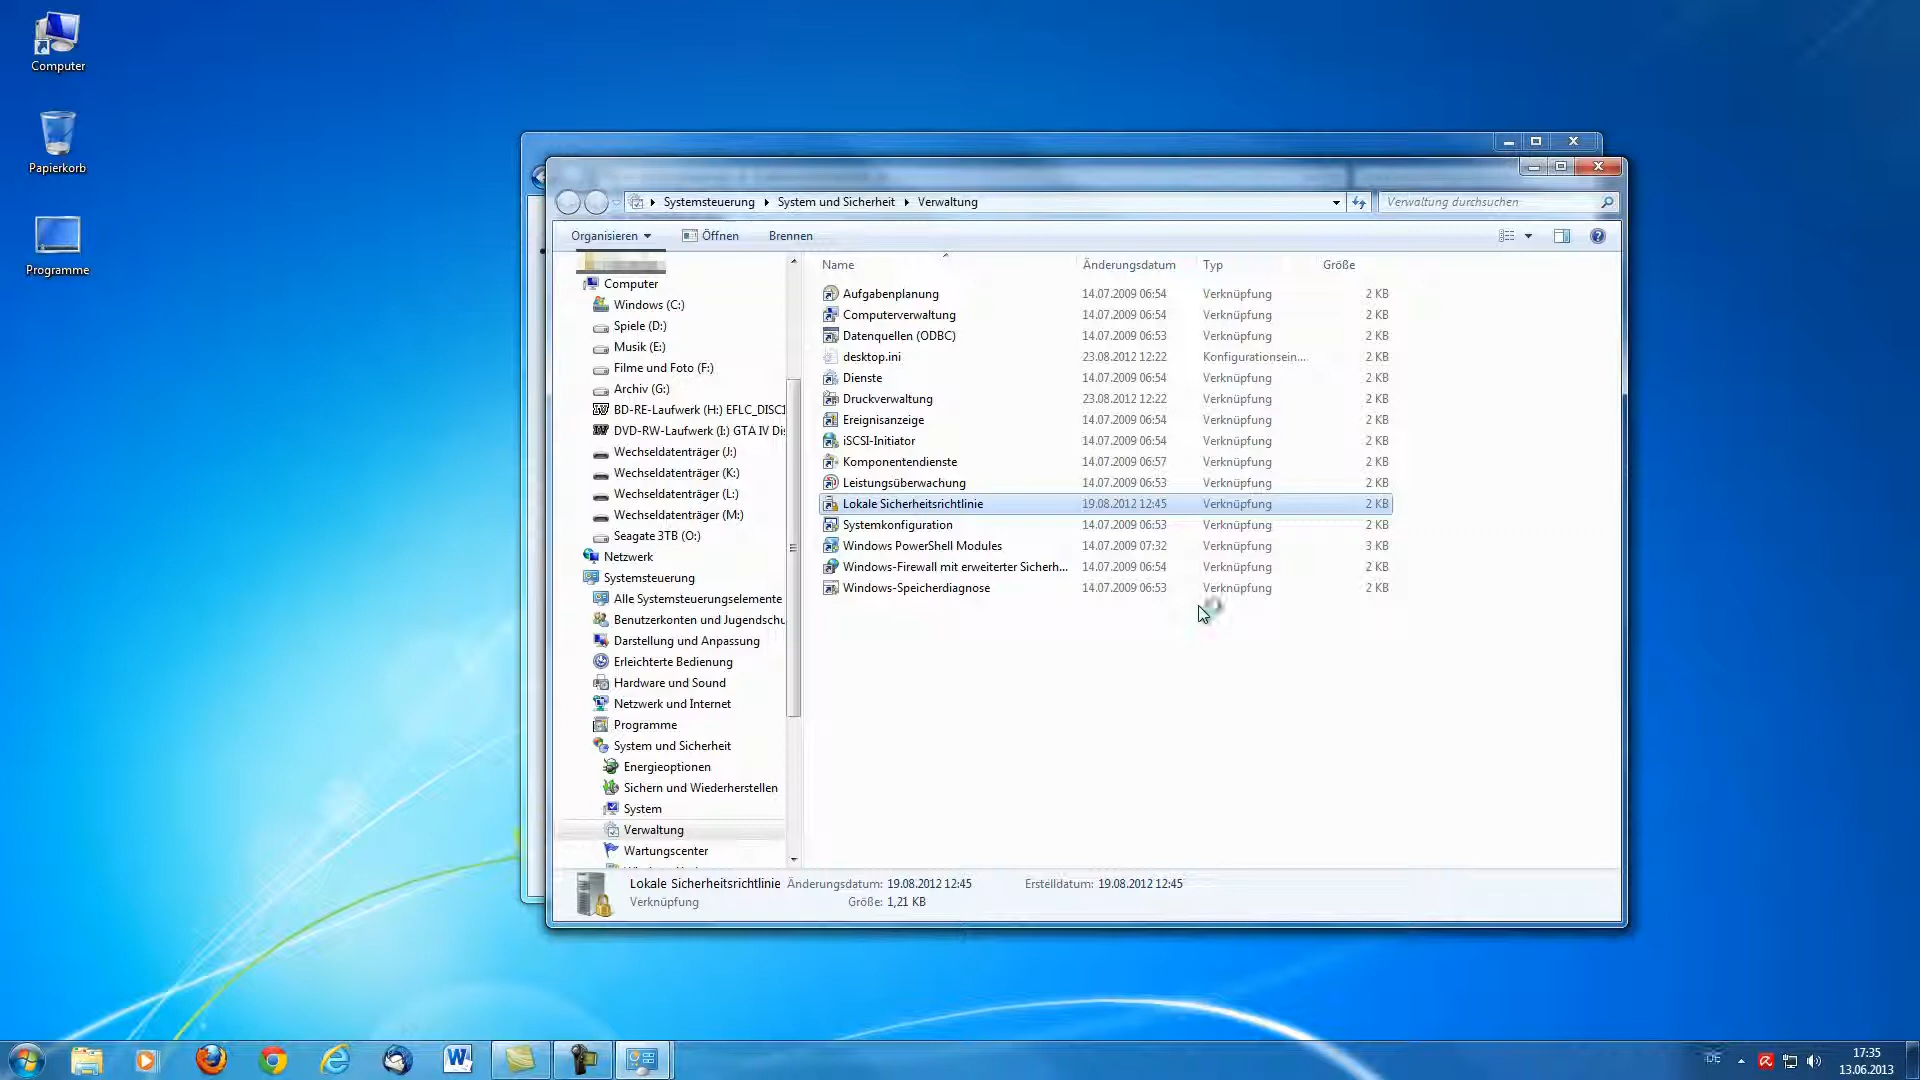 Computer
Papierkorb
Programme
Systemsteuerung System und Sicherheit Verwaltung
Verwaltung durchsuchen
Organisieren Öffnen Brennen
Computer
Windows (C:)
Spiele (D:)
Musik (E:)
Filme und Foto (F:)
Archiv (G:)
BD-RE-Laufwerk (H:) EFLC_DISC1
DVD-RW-Laufwerk (I:) GTA IV Dis
Wechseldatenträger (J:)
Wechseldatenträger (K:)
Wechseldatenträger (L:)
Wechseldatenträger (M:)
Seagate 3TB (O:)
Netzwerk
Systemsteuerung
Alle Systemsteuerungselemente
Benutzerkonten und Jugendschu
Darstellung und Anpassung
Erleichterte Bedienung
Hardware und Sound
Netzwerk und Internet
Programme
System und Sicherheit
Energieoptionen
Sichern und Wiederherstellen
System
Verwaltung
Wartungscenter
Name Änderungsdatum Typ Größe
Aufgabenplanung 14.07.2009 06:54 Verknüpfung 2 KB
Computerverwaltung 14.07.2009 06:54 Verknüpfung 2 KB
Datenquellen (ODBC) 14.07.2009 06:53 Verknüpfung 2 KB
desktop.ini 23.08.2012 12:22 Konfigurationsein... 2 KB
Dienste 14.07.2009 06:54 Verknüpfung 2 KB
Druckverwaltung 23.08.2012 12:22 Verknüpfung 2 KB
Ereignisanzeige 14.07.2009 06:54 Verknüpfung 2 KB
iSCSI-Initiator 14.07.2009 06:54 Verknüpfung 2 KB
Komponentendienste 14.07.2009 06:57 Verknüpfung 2 KB
Leistungsüberwachung 14.07.2009 06:53 Verknüpfung 2 KB
Lokale Sicherheitsrichtlinie 19.08.2012 12:45 Verknüpfung 2 KB
Systemkonfiguration 14.07.2009 06:53 Verknüpfung 2 KB
Windows PowerShell Modules 14.07.2009 07:32 Verknüpfung 3 KB
Windows-Firewall mit erweiterter Sicherh... 14.07.2009 06:54 Verknüpfung 2 KB
Windows-Speicherdiagnose 14.07.2009 06:53 Verknüpfung 2 KB
Lokale Sicherheitsrichtlinie Änderungsdatum: 19.08.2012 12:45 Erstelldatum: 19.08.2012 12:45
Verknüpfung Größe: 1,21 KB
DE
17:35
13.06.2013